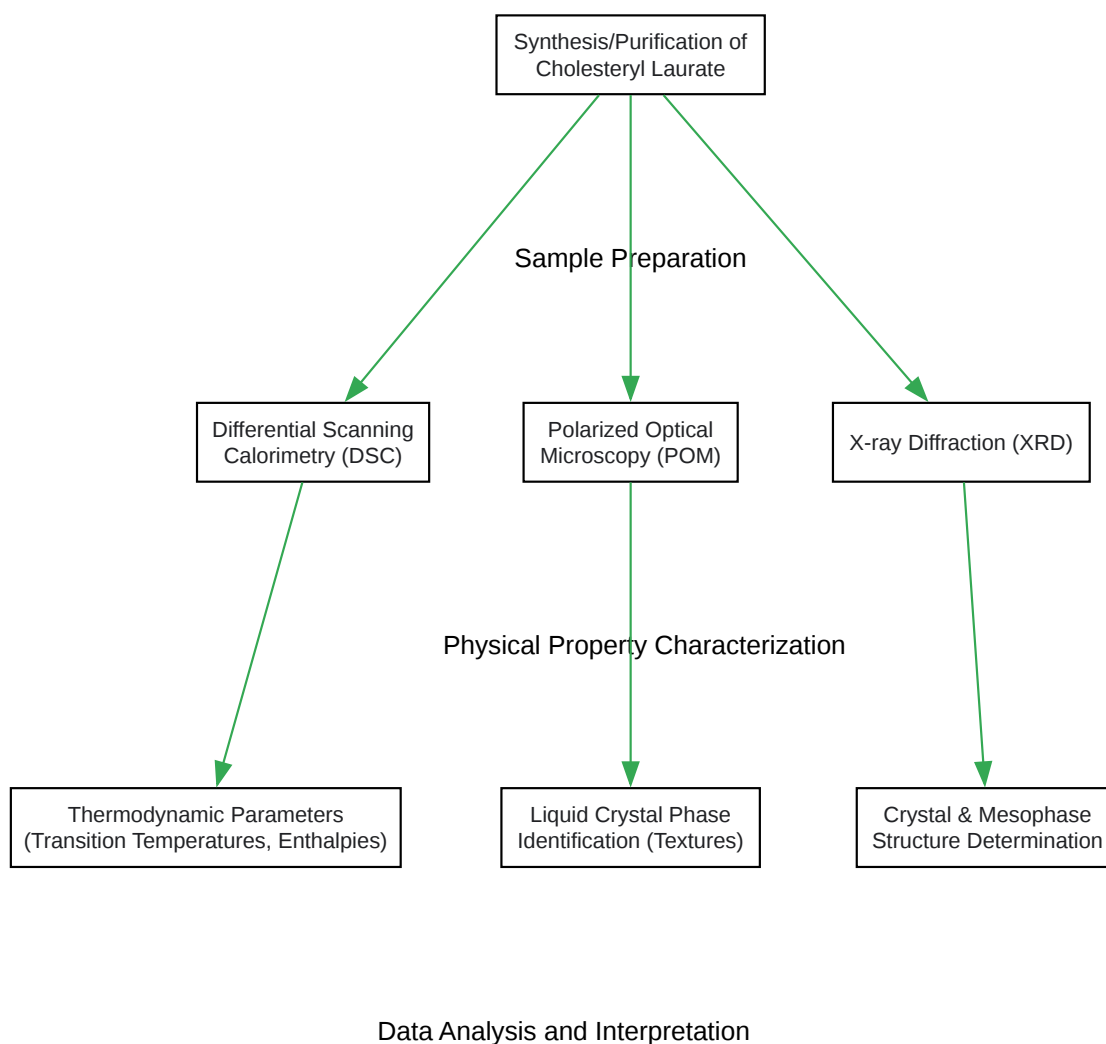 Synthesis/Purification of
Cholesteryl Laurate
Sample Preparation
Differential Scanning
Calorimetry (DSC)
Polarized Optical
Microscopy (POM)
X-ray Diffraction (XRD)
Physical Property Characterization
Thermodynamic Parameters
(Transition Temperatures, Enthalpies)
Liquid Crystal Phase
Identification (Textures)
Crystal & Mesophase
Structure Determination
Data Analysis and Interpretation